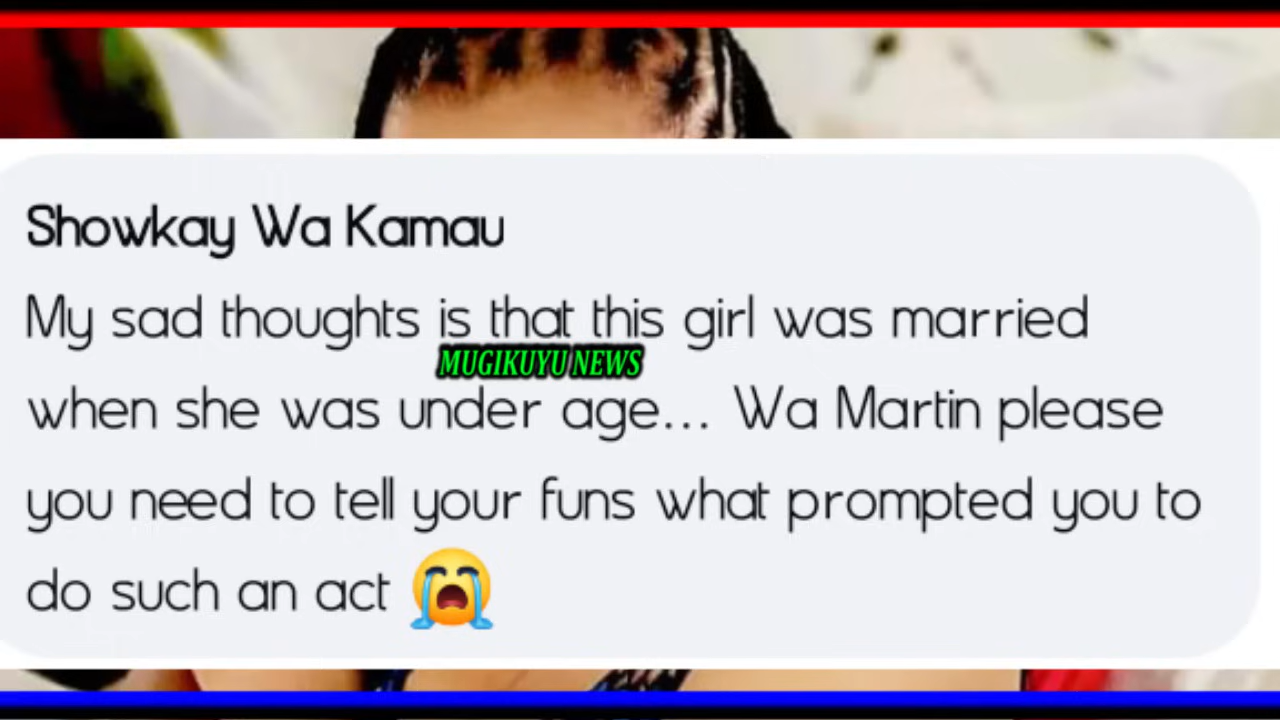 Showkay Wa Kamau
My sad thoughts is that this girl was married
MUGIKUYU NEWS
when she was under age... Wa Martin please
you need to tell your funs what prompted you to
do such an act 😭